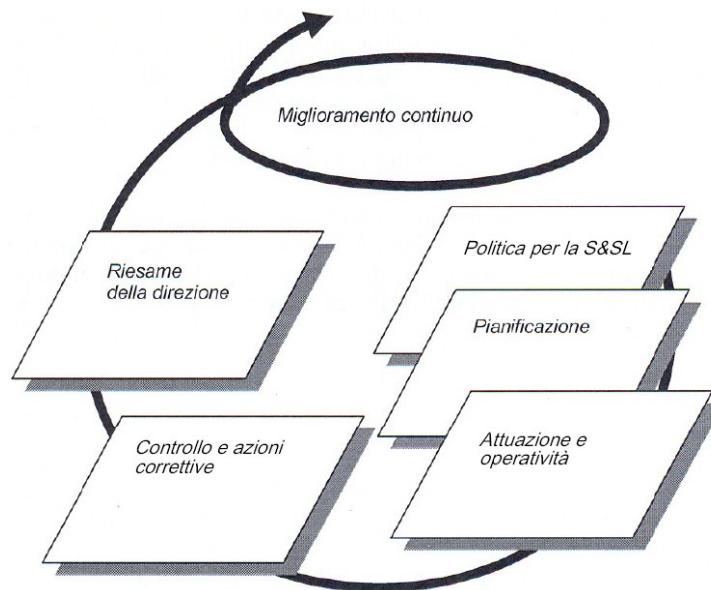 Miglioramento continuo
Politica per la S&SL
Pianificazione
Attuazione e
operatività
Controllo e azioni
correttive
Riesame
della direzione